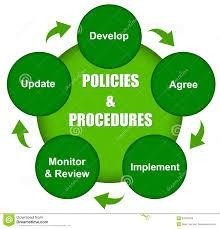 Develop
Update
POLICIES
&
PROCEDURES
Agree
Monitor
& Review
Implement